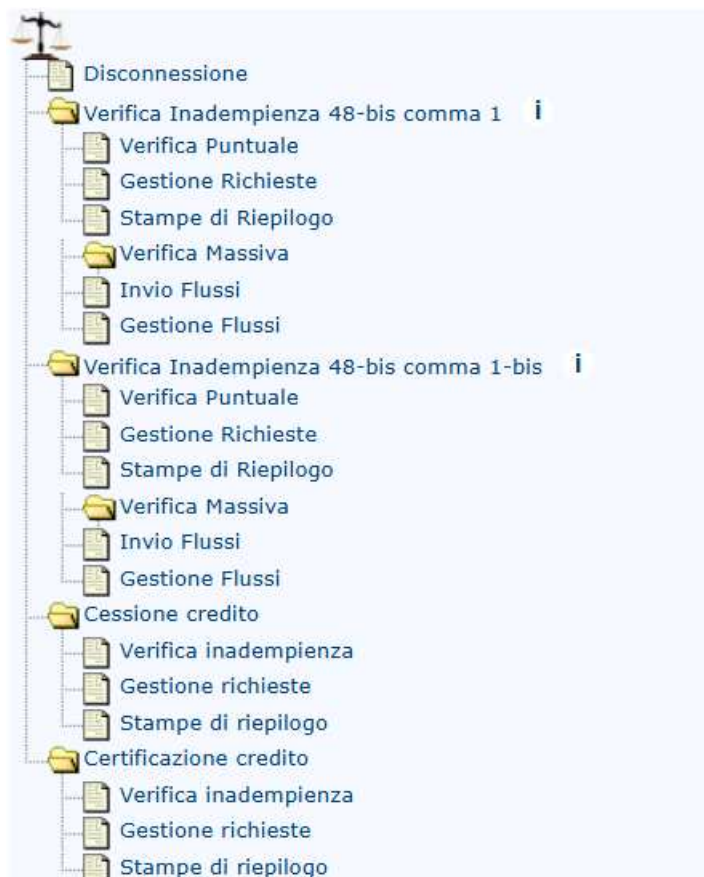 Disconnessione
Verifica Inadempienza 48-bis comma 1 i
Verifica Puntuale
Gestione Richieste
Stampe di Riepilogo
Verifica Massiva
Invio Flussi
Gestione Flussi
Verifica Inadempienza 48-bis comma 1-bis i
Verifica Puntuale
Gestione Richieste
Stampe di Riepilogo
Verifica Massiva
Invio Flussi
Gestione Flussi
Cessione credito
Verifica inadempienza
Gestione richieste
Stampe di riepilogo
Certificazione credito
Verifica inadempienza
Gestione richieste
Stampe di riepilogo